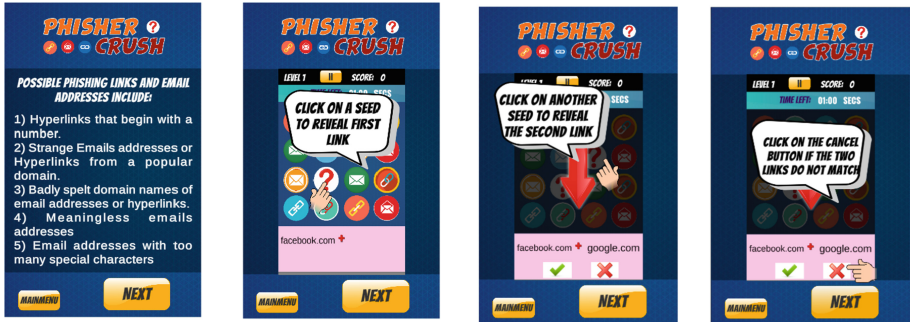 PHISHER ?
CRUSH
POSSIBLE PHISHING LINKS AND EMAIL
ADDRESSES INCLUDE:
1) Hyperlinks that begin with a
number.
2) Strange Emails addresses or
Hyperlinks from a popular
domain.
3) Badly spelt domain names of
email addresses or hyperlinks.
4) Meaningless emails
addresses
5) Email addresses with too
many special characters
MAINMENU
NEXT
PHISHER ?
CRUSH
LEVEL 1 SCORE: 0
01:00 SECS
CLICK ON A SEED
TO REVEAL FIRST
LINK
?
facebook.com +
MAINMENU
NEXT
PHISHER ?
CRUSH
LEVEL 1 SCORE: 0
SECS
CLICK ON ANOTHER
SEED TO REVEAL
THE SECOND LINK
?
facebook.com + google.com
MAINMENU
NEXT
PHISHER ?
CRUSH
LEVEL 1 SCORE: 0
TIME LEFT: 01:00 SECS
CLICK ON THE CANCEL
BUTTON IF THE TWO
LINKS DO NOT MATCH
facebook.com + google.com
MAINMENU
NEXT